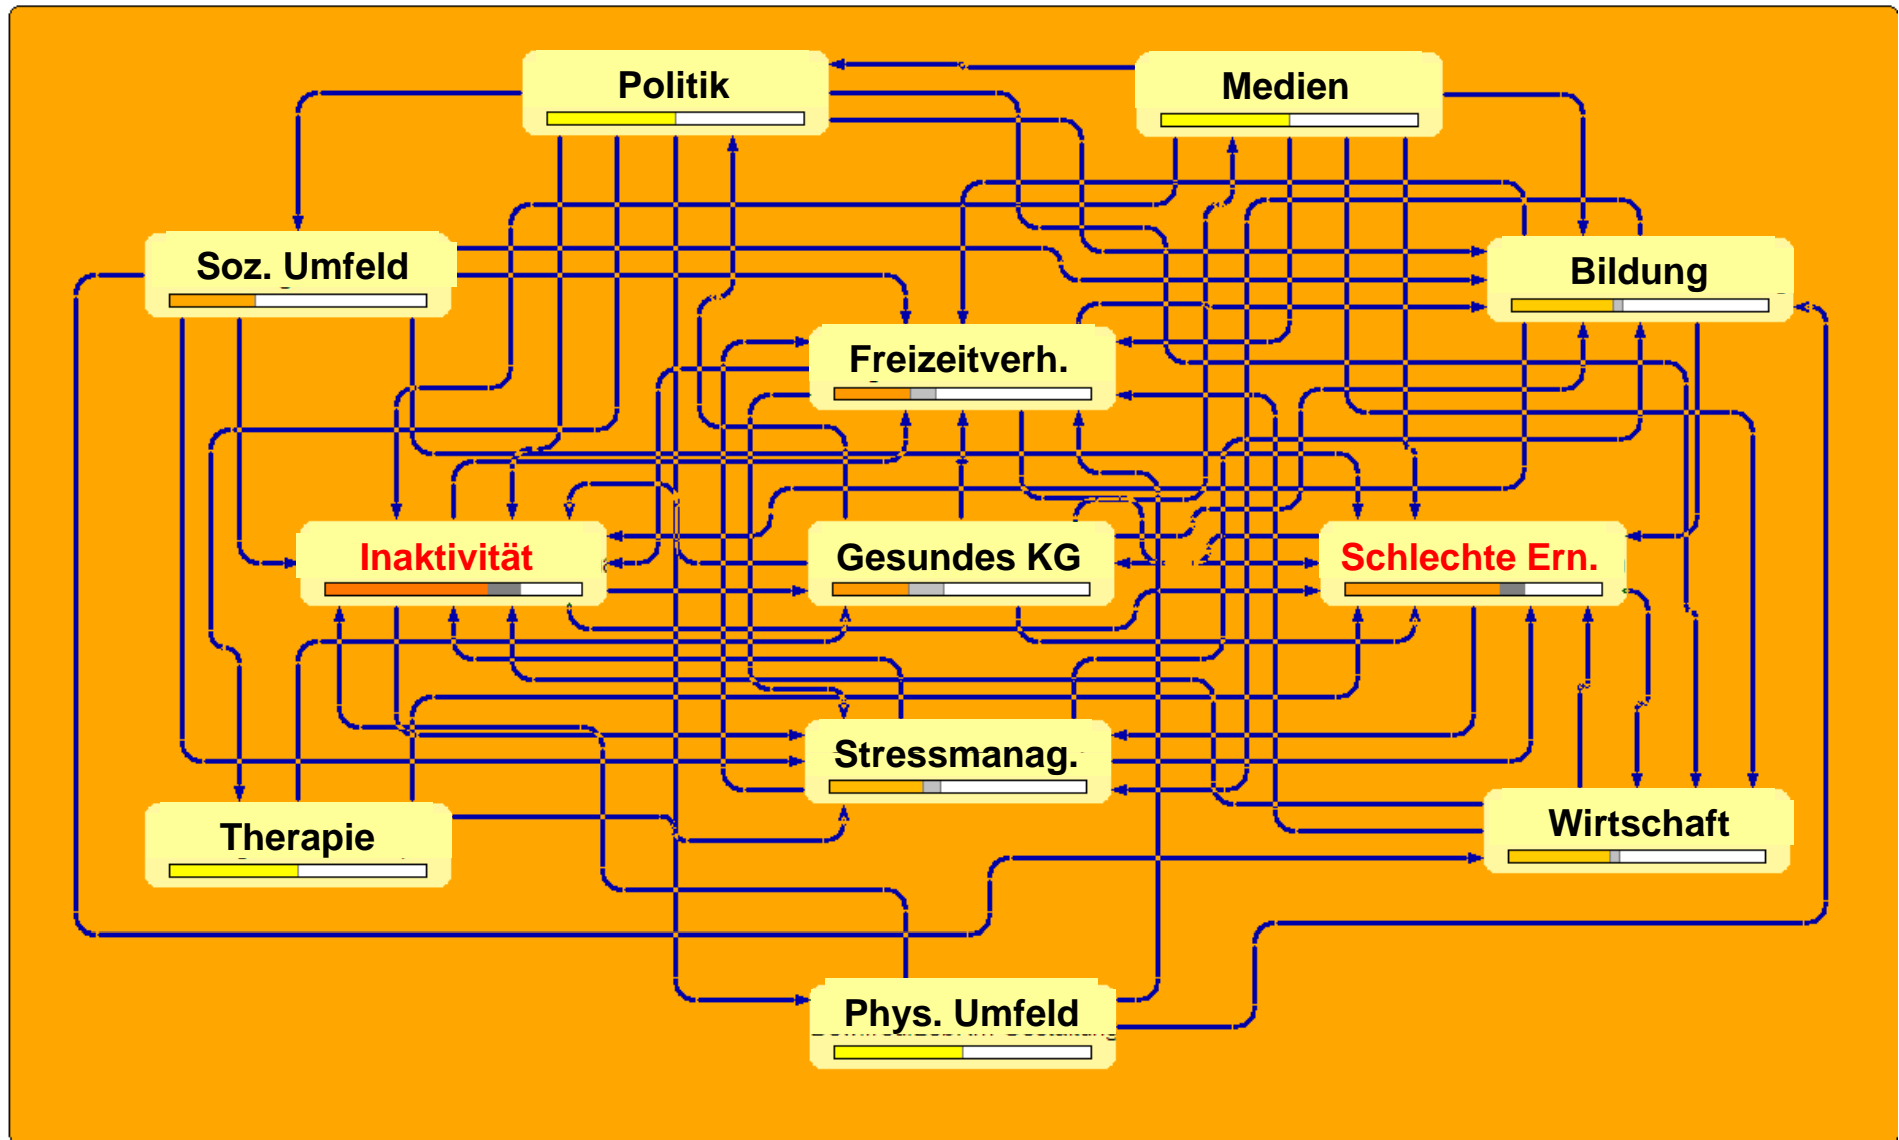 Politik
Medien
Soz. Umfeld
Bildung
Freizeitverh.
Inaktivität
Gesundes KG
Schlechte Ern.
Stressmanag.
Therapie
Wirtschaft
Phys. Umfeld